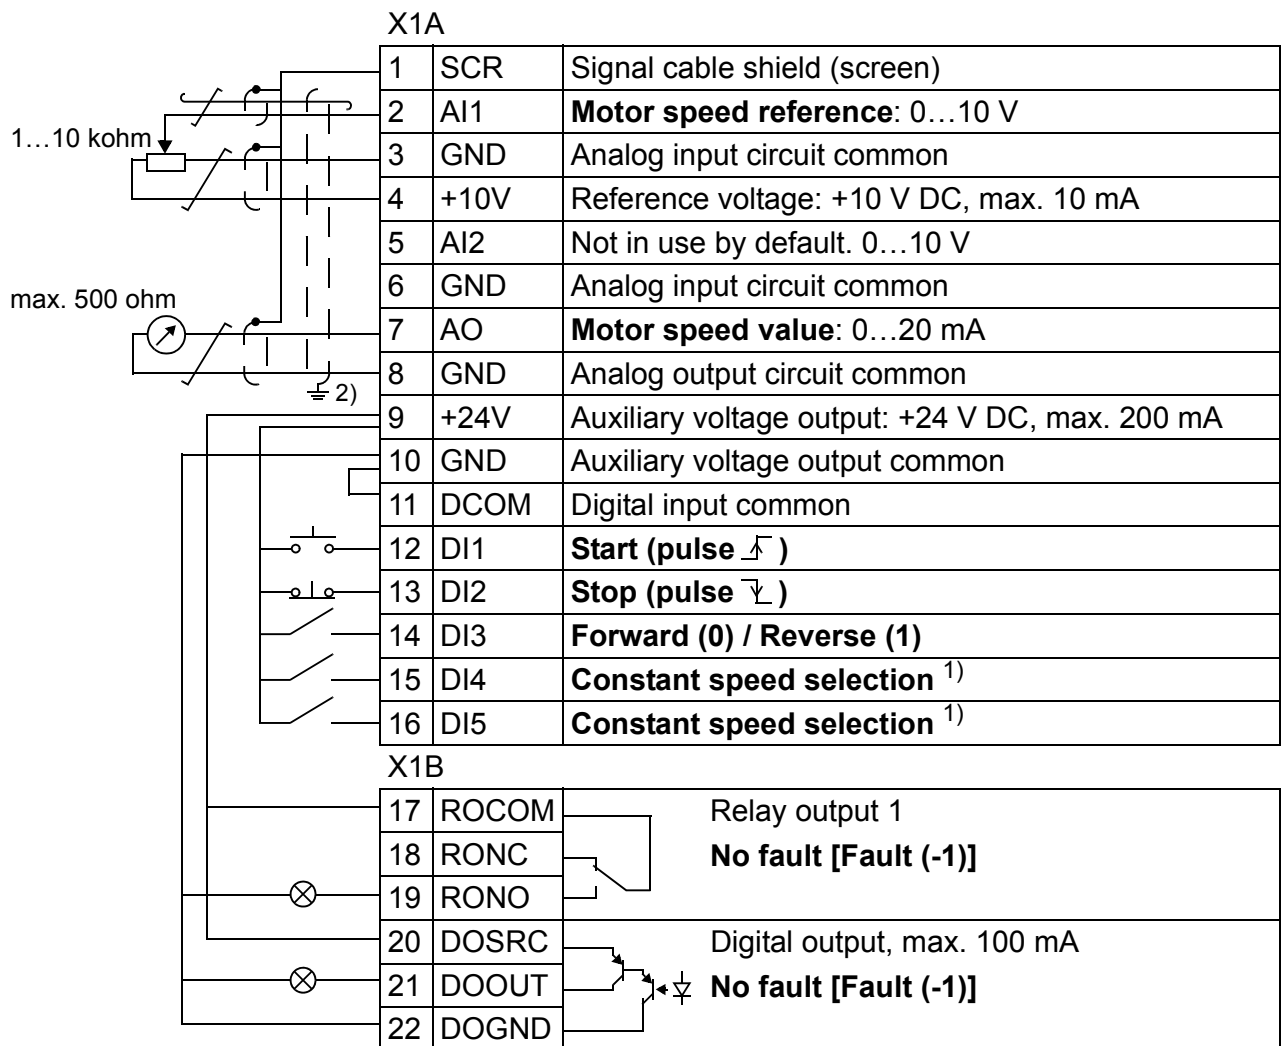 X1A
1 SCR Signal cable shield (screen)
2 AI1 Motor speed reference: 0…10 V
1…10 kohm
3 GND Analog input circuit common
4 +10V Reference voltage: +10 V DC, max. 10 mA
5 AI2 Not in use by default. 0…10 V
6 GND Analog input circuit common
max. 500 ohm
7 AO Motor speed value: 0…20 mA
8 GND Analog output circuit common
2)
9 +24V Auxiliary voltage output: +24 V DC, max. 200 mA
10 GND Auxiliary voltage output common
11 DCOM Digital input common
12 DI1 Start (pulse )
13 DI2 Stop (pulse )
14 DI3 Forward (0) / Reverse (1)
15 DI4 Constant speed selection 1)
16 DI5 Constant speed selection 1)
X1B
17 ROCOM Relay output 1
18 RONC No fault [Fault (-1)]
19 RONO
20 DOSRC Digital output, max. 100 mA
21 DOOUT No fault [Fault (-1)]
22 DOGND